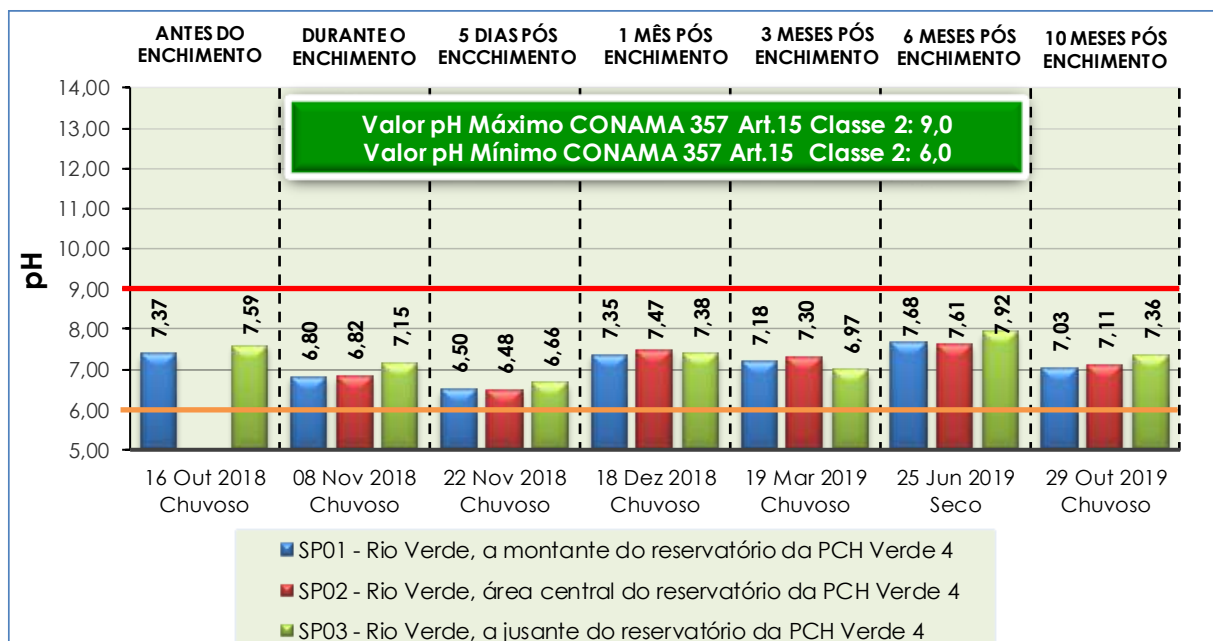 ANTES DO ENCHIMENTO
DURANTE O ENCHIMENTO
5 DIAS PÓS ENCCHIMENTO
1 MÊS PÓS ENCHIMENTO
3 MESES PÓS ENCHIMENTO
6 MESES PÓS ENCHIMENTO
10 MESES PÓS ENCHIMENTO
Valor pH Máximo CONAMA 357 Art.15 Classe 2: 9,0
Valor pH Mínimo CONAMA 357 Art.15 Classe 2: 6,0
pH
14,00
13,00
12,00
11,00
10,00
9,00
8,00
7,00
6,00
5,00
7,37
7,59
6,80
6,82
7,15
6,50
6,48
6,66
7,35
7,47
7,38
7,18
7,30
6,97
7,68
7,61
7,92
7,03
7,11
7,36
16 Out 2018
Chuvoso
08 Nov 2018
Chuvoso
22 Nov 2018
Chuvoso
18 Dez 2018
Chuvoso
19 Mar 2019
Chuvoso
25 Jun 2019
Seco
29 Out 2019
Chuvoso
SP01 - Rio Verde, a montante do reservatório da PCH Verde 4
SP02 - Rio Verde, área central do reservatório da PCH Verde 4
SP03 - Rio Verde, a jusante do reservatório da PCH Verde 4